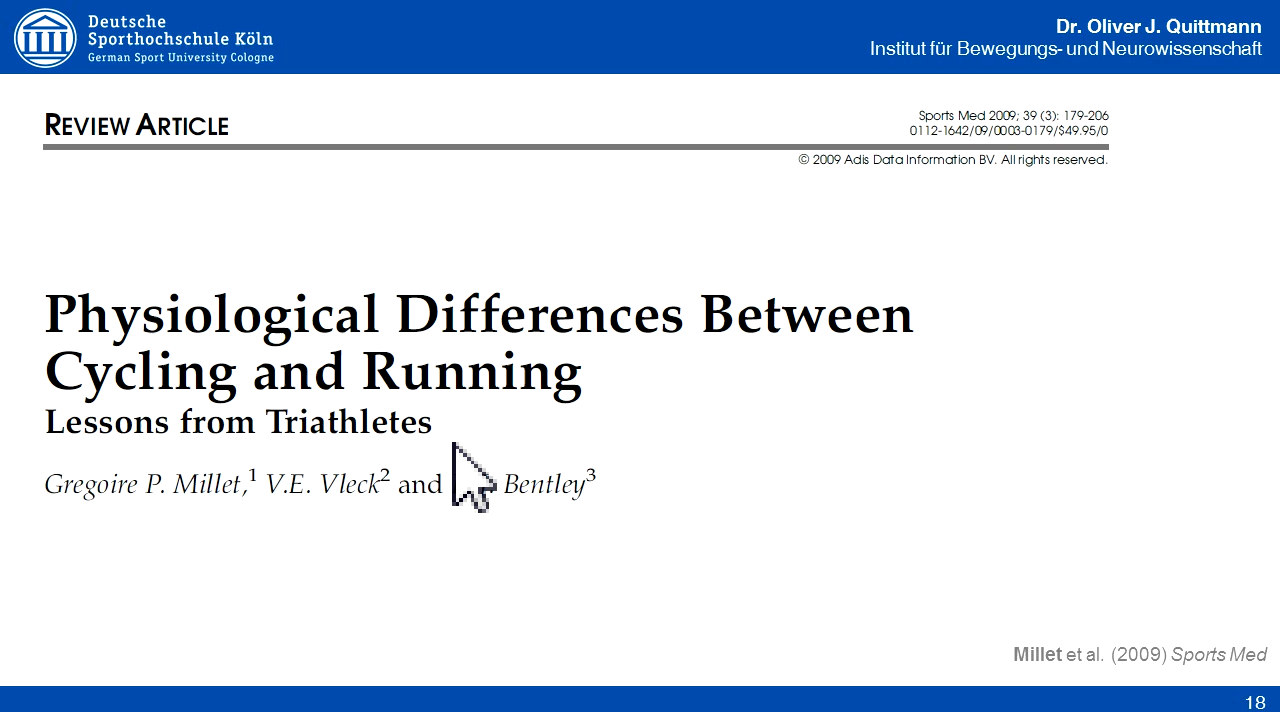 Deutsche
Sporthochschule Köln
German Sport University Cologne
Dr. Oliver J. Quittmann
Institut für Bewegungs- und Neurowissenschaft
REVIEW ARTICLE
Sports Med 2009; 39 (3): 179-206
0112-1642/09/0003-0179/$49.95/0
© 2009 Adis Data Information BV. All rights reserved.
Physiological Differences Between
Cycling and Running
Lessons from Triathletes
Gregoire P. Millet,1 V.E. Vleck2 and Bentley3
Millet et al. (2009) Sports Med
18